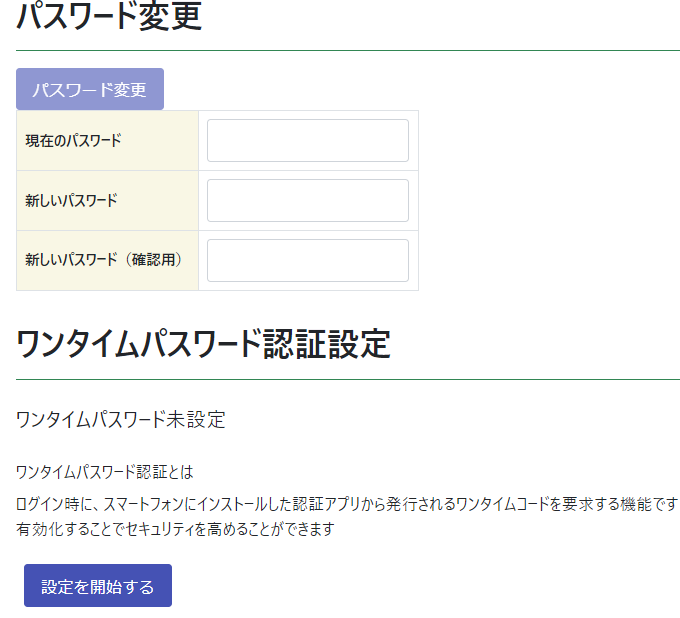 パスワード変更
パスワード変更
現在のパスワード
新しいパスワード
新しいパスワード（確認用）
ワンタイムパスワード認証設定
ワンタイムパスワード未設定
ワンタイムパスワード認証とは
ログイン時に、スマートフォンにインストールした認証アプリから発行されるワンタイムコードを要求する機能です
有効化することでセキュリティを高めることができます
設定を開始する